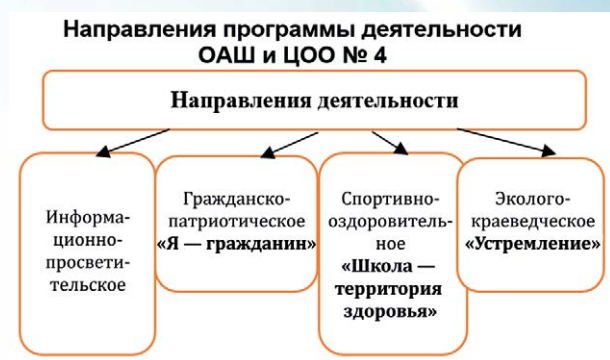 Направления программы деятельности
ОАШ и ЦОО № 4
Направления деятельности
Информа-
ционно-
просвети-
тельское
Гражданско-
патриотическое
«Я — гражданин»
Спортивно-
оздоровитель-
ное
«Школа —
территория
здоровья»
Эколого-
краеведческое
«Устремление»